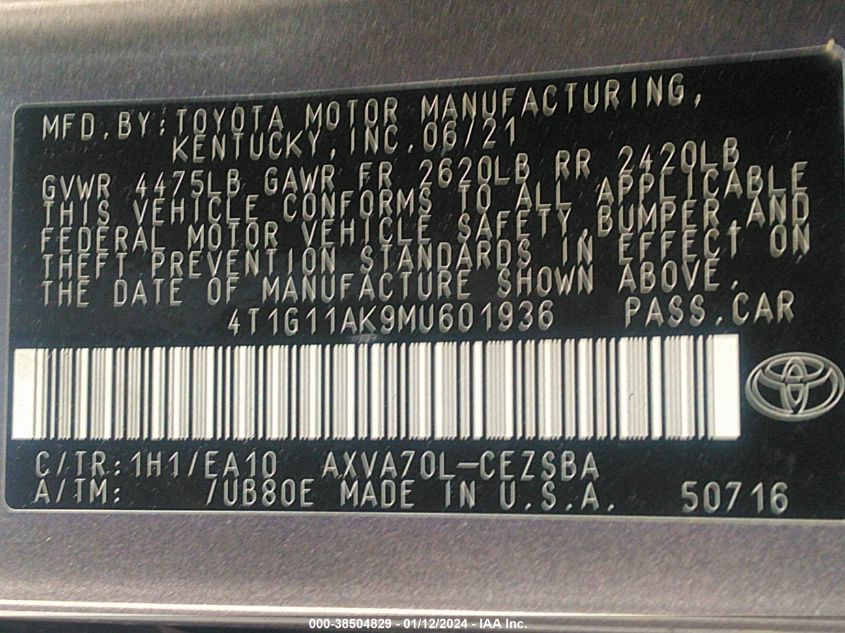 MFD. BY: TOYOTA MOTOR MANUFACTURING,
KENTUCKY, INC. 06/21
GVWR 4475LB GAWR FR 2620LB RR 2420LB
THIS VEHICLE CONFORMS TO ALL APPLICABLE
FEDERAL MOTOR VEHICLE SAFETY, BUMPER, AND
THEFT PREVENTION STANDARDS IN EFFECT ON
THE DATE OF MANUFACTURE SHOWN ABOVE.
4T1G11AK9MU601936 PASS. CAR
C/TR: 1H1/EA10 AXVA70L-CEZSBA
A/TM: /UB80E MADE IN U.S.A. 50716
000-38504829 - 01/12/2024 - IAA Inc.